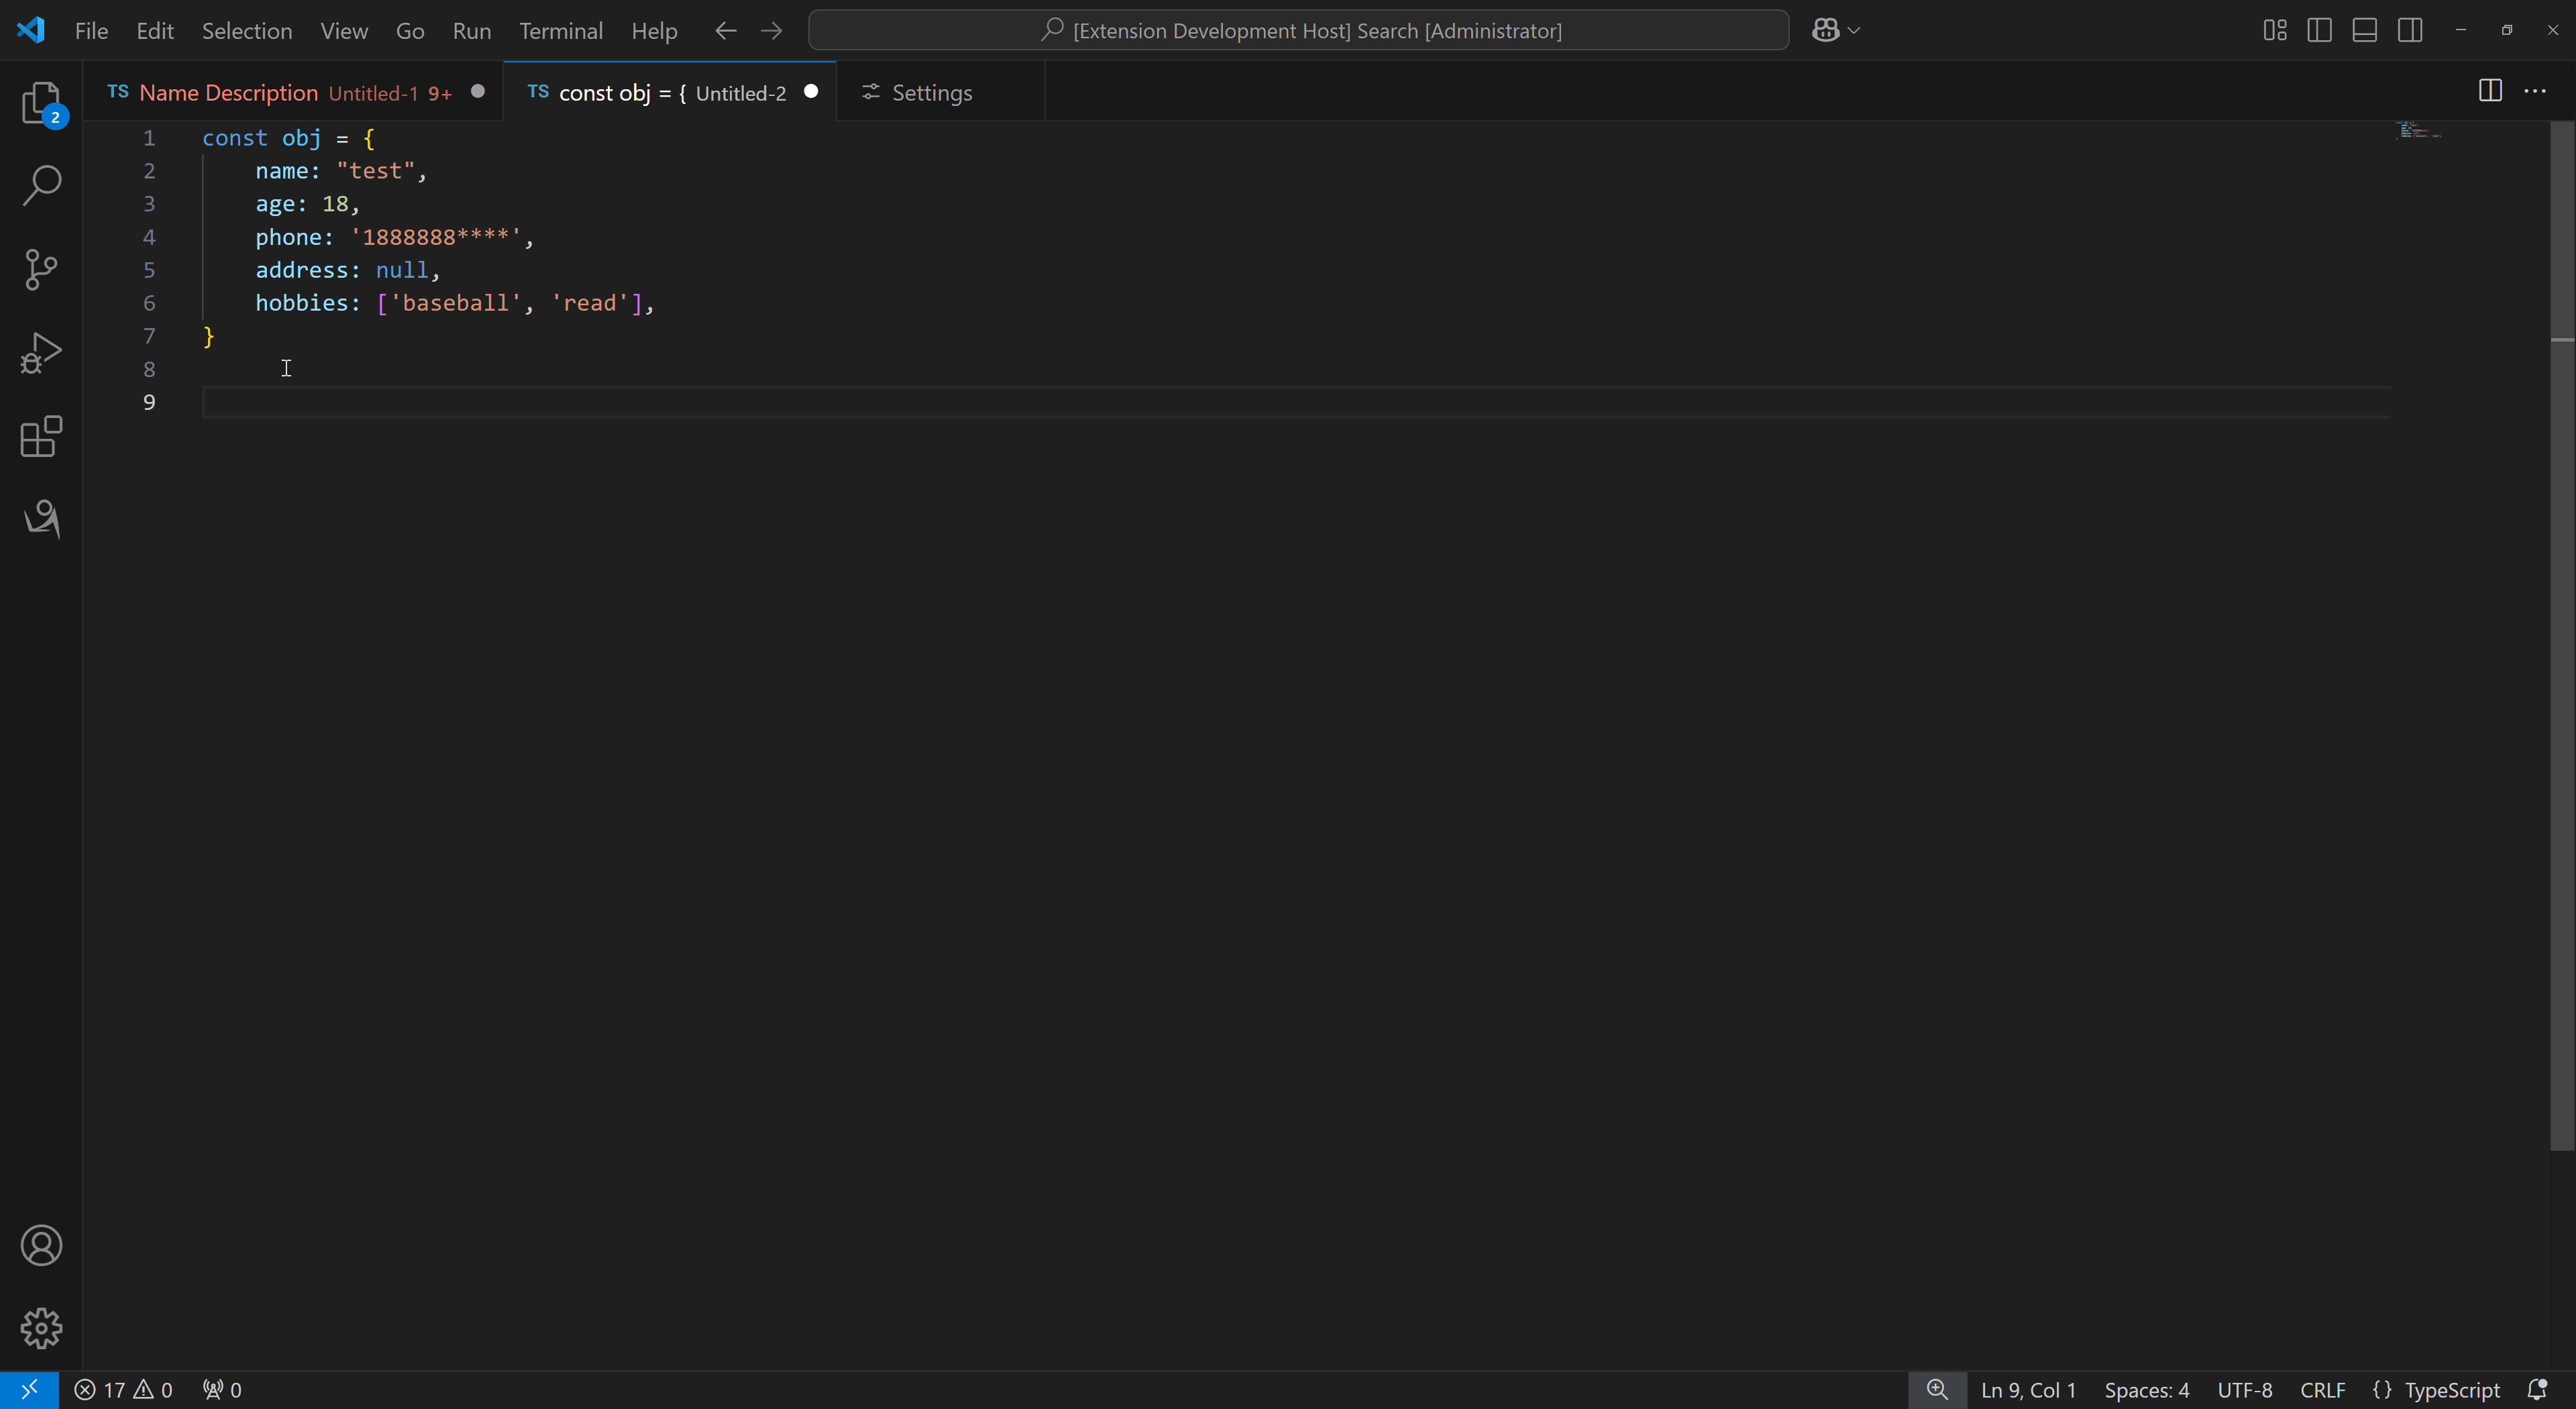 File Edit Selection View Go Run Terminal Help [Extension Development Host] Search [Administrator]
TS Name Description Untitled-1 9+ TS const obj = { Untitled-2 Settings
2
1 const obj = {
2 name: "test",
3 age: 18,
4 phone: '1888888****',
5 address: null,
6 hobbies: ['baseball', 'read'],
7 }
8
9
17 0 0 Ln 9, Col 1 Spaces: 4 UTF-8 CRLF {} TypeScript